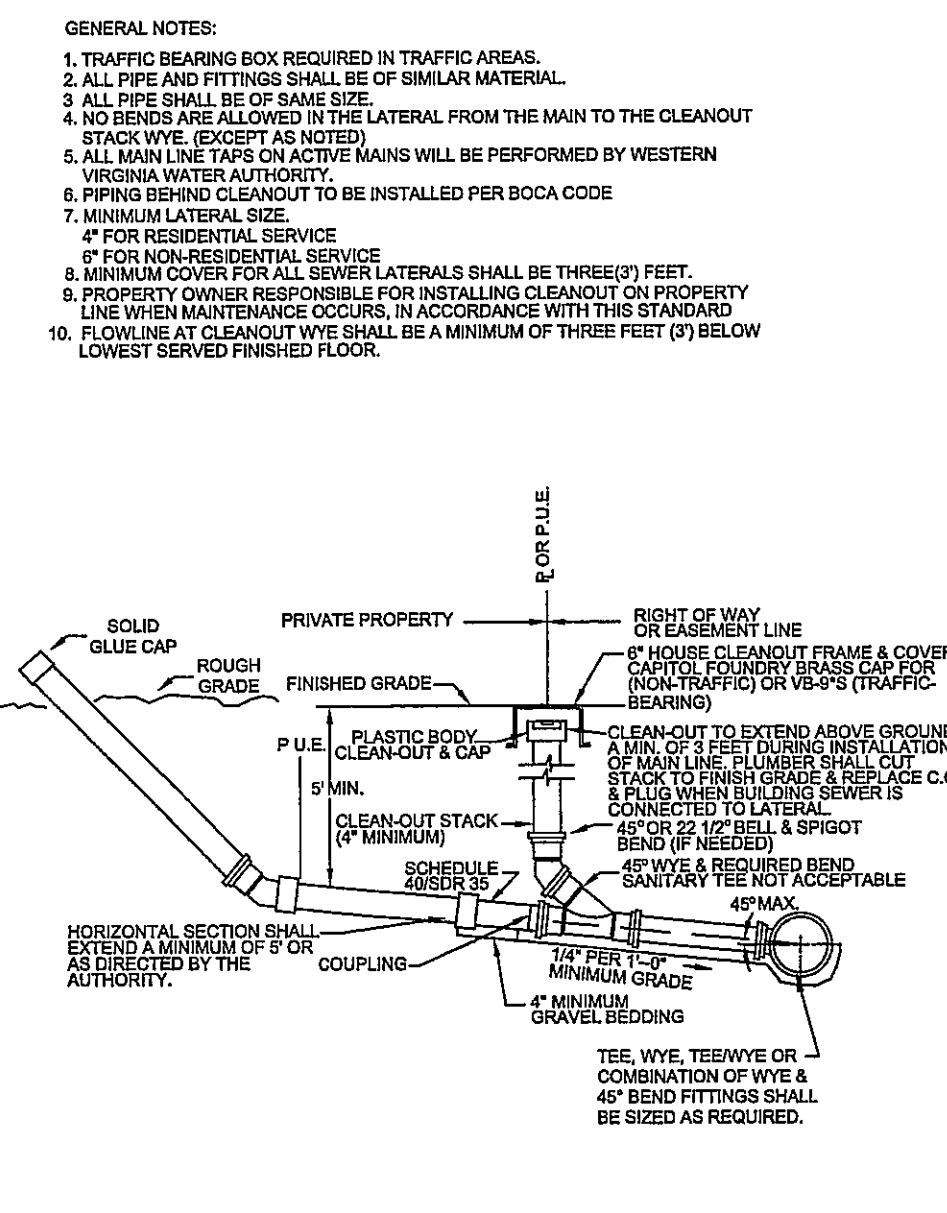 GENERAL NOTES:
1. TRAFFIC BEARING BOX REQUIRED IN TRAFFIC AREAS.
2. ALL PIPE AND FITTINGS SHALL BE OF SIMILAR MATERIAL.
3 ALL PIPE SHALL BE OF SAME SIZE.
4. NO BENDS ARE ALLOWED IN THE LATERAL FROM THE MAIN TO THE CLEANOUT
STACK WYE. (EXCEPT AS NOTED)
5. ALL MAIN LINE TAPS ON ACTIVE MAINS WILL BE PERFORMED BY WESTERN
VIRGINIA WATER AUTHORITY.
6. PIPING BEHIND CLEANOUT TO BE INSTALLED PER BOCA CODE
7. MINIMUM LATERAL SIZE.
4" FOR RESIDENTIAL SERVICE
6" FOR NON-RESIDENTIAL SERVICE
8. MINIMUM COVER FOR ALL SEWER LATERALS SHALL BE THREE(3') FEET.
9. PROPERTY OWNER RESPONSIBLE FOR INSTALLING CLEANOUT ON PROPERTY
LINE WHEN MAINTENANCE OCCURS, IN ACCORDANCE WITH THIS STANDARD
10. FLOWLINE AT CLEANOUT WYE SHALL BE A MINIMUM OF THREE FEET (3') BELOW
LOWEST SERVED FINISHED FLOOR.
OR P.U.E.
PRIVATE PROPERTY
RIGHT OF WAY
OR EASEMENT LINE
SOLID
GLUE CAP
ROUGH
GRADE
FINISHED GRADE
6" HOUSE CLEANOUT FRAME & COVER
CAPITOL FOUNDRY BRASS CAP FOR
(NON-TRAFFIC) OR VB-9"S (TRAFFIC-
BEARING)
P U.E.
PLASTIC BODY
CLEAN-OUT & CAP
CLEAN-OUT TO EXTEND ABOVE GROUND
A MIN. OF 3 FEET DURING INSTALLATION
OF MAIN LINE. PLUMBER SHALL CUT
STACK TO FINISH GRADE & REPLACE C.
& PLUG WHEN BUILDING SEWER IS
CONNECTED TO LATERAL
5' MIN.
CLEAN-OUT STACK
(4" MINIMUM)
45° OR 22 1/2° BELL & SPIGOT
BEND (IF NEEDED)
SCHEDULE
40/SDR 35
45° WYE & REQUIRED BEND
SANITARY TEE NOT ACCEPTABLE
45° MAX.
HORIZONTAL SECTION SHALL
EXTEND A MINIMUM OF 5' OR
AS DIRECTED BY THE
AUTHORITY.
COUPLING
1/4" PER 1'-0"
MINIMUM GRADE
4" MINIMUM
GRAVEL BEDDING
TEE, WYE, TEE/WYE OR
COMBINATION OF WYE &
45° BEND FITTINGS SHALL
BE SIZED AS REQUIRED.